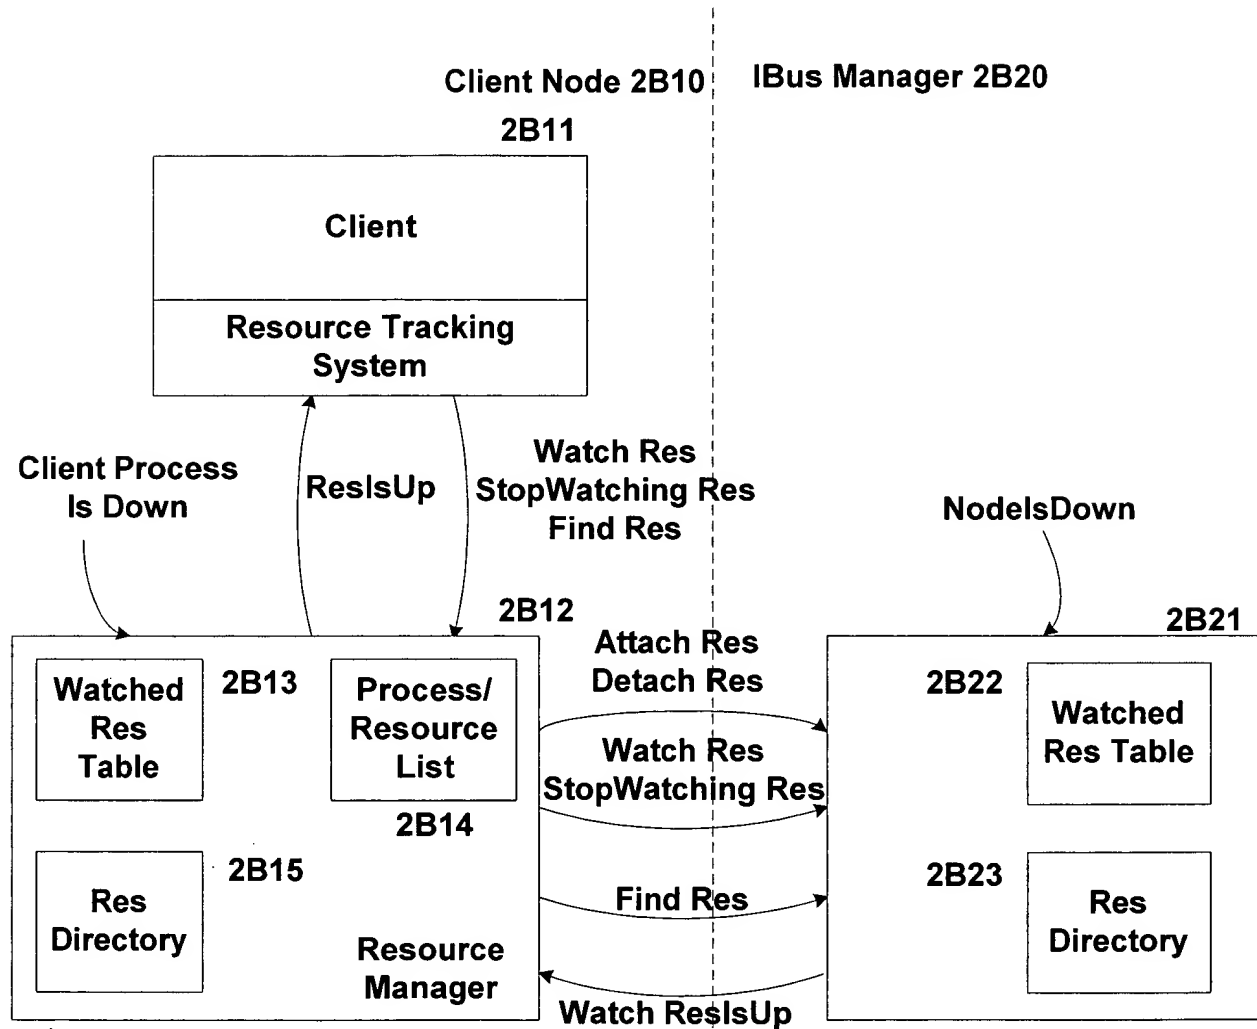 Client Node 2B10
IBus Manager 2B20
2B11
Client
Resource Tracking
System
Client Process
Is Down
ResIsUp
Watch Res
StopWatching Res
Find Res
NodeIsDown
2B12
2B21
Attach Res
Detach Res
Watched
Res
Table
2B13
Process/
Resource
List
2B14
2B22
Watched
Res Table
Watch Res
StopWatching Res
2B15
Res
Directory
Find Res
2B23
Res
Directory
Resource
Manager
Watch ResIsUp